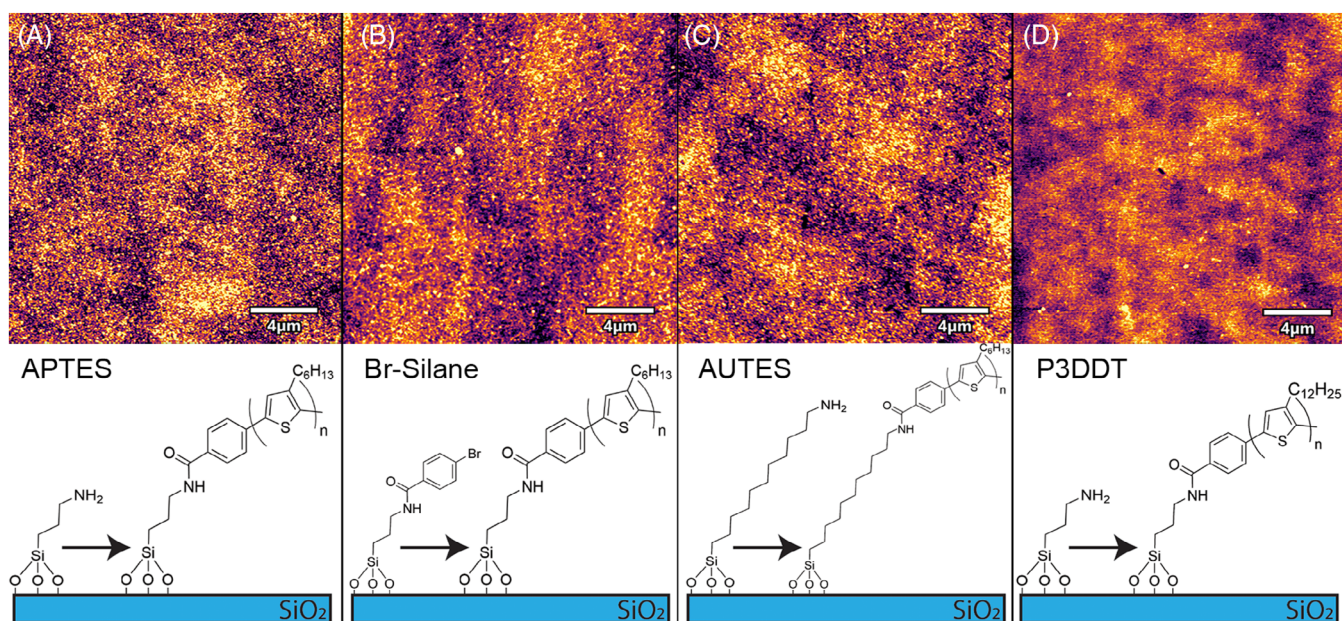 (A) (B) (C) (D)
4μm 4μm 4μm 4μm
APTES Br-Silane AUTES P3DDT
C₆H₁₃
S
n
O
NH
NH₂
Si
Si
O O O
O O O
C₆H₁₃
S
n
O
NH
Br
O
NH
Si
Si
O O O
O O O
C₆H₁₃
S
n
O
NH
NH₂
Si
Si
O O O
O O O
C₁₂H₂₅
S
n
O
NH
NH₂
Si
Si
O O O
O O O
SiO₂ SiO₂ SiO₂ SiO₂